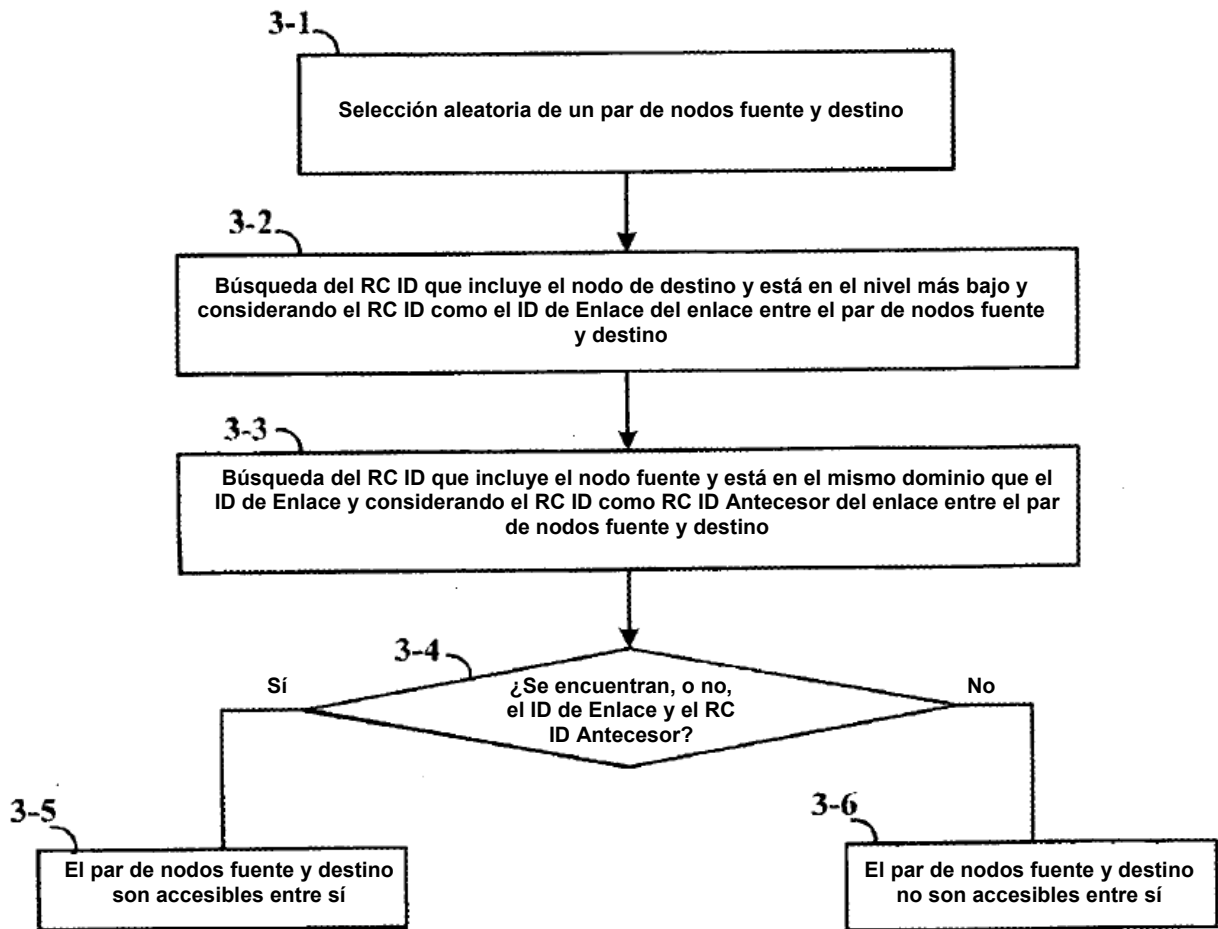 3-1
Selección aleatoria de un par de nodos fuente y destino
3-2
Búsqueda del RC ID que incluye el nodo de destino y está en el nivel más bajo y
considerando el RC ID como el ID de Enlace del enlace entre el par de nodos fuente
y destino
3-3
Búsqueda del RC ID que incluye el nodo fuente y está en el mismo dominio que el
ID de Enlace y considerando el RC ID como RC ID Antecesor del enlace entre el par
de nodos fuente y destino
3-4
Sí
¿Se encuentran, o no,
el ID de Enlace y el RC
ID Antecesor?
No
3-5
El par de nodos fuente y destino
son accesibles entre sí
3-6
El par de nodos fuente y destino
no son accesibles entre sí